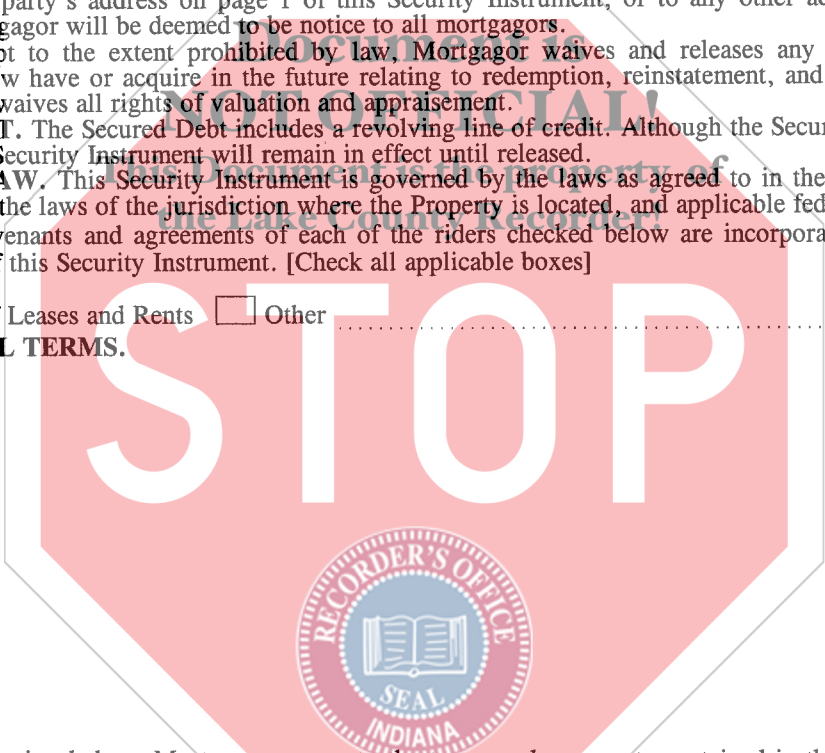 party's address on page 1 of this Security Instrument, or to any other
gagor will be deemed to be notice to all mortgagors.
pt to the extent prohibited by law, Mortgagor waives and releases any
w have or acquire in the future relating to redemption, reinstatement, and
waives all rights of valuation and appraisement.
T. The Secured Debt includes a revolving line of credit. Although the Secur
Security Instrument will remain in effect until released.
AW. This Security Instrument is governed by the laws as agreed to in the
the laws of the jurisdiction where the Property is located, and applicable fed
venants and agreements of each of the riders checked below are incorpora
f this Security Instrument. [Check all applicable boxes]
Leases and Rents Other
L TERMS.
Document is
NOT OFFICIAL!
This Document is the property of
the Lake County Recorder!
STOP
RECORDER'S OFFICE
SEAL
INDIANA